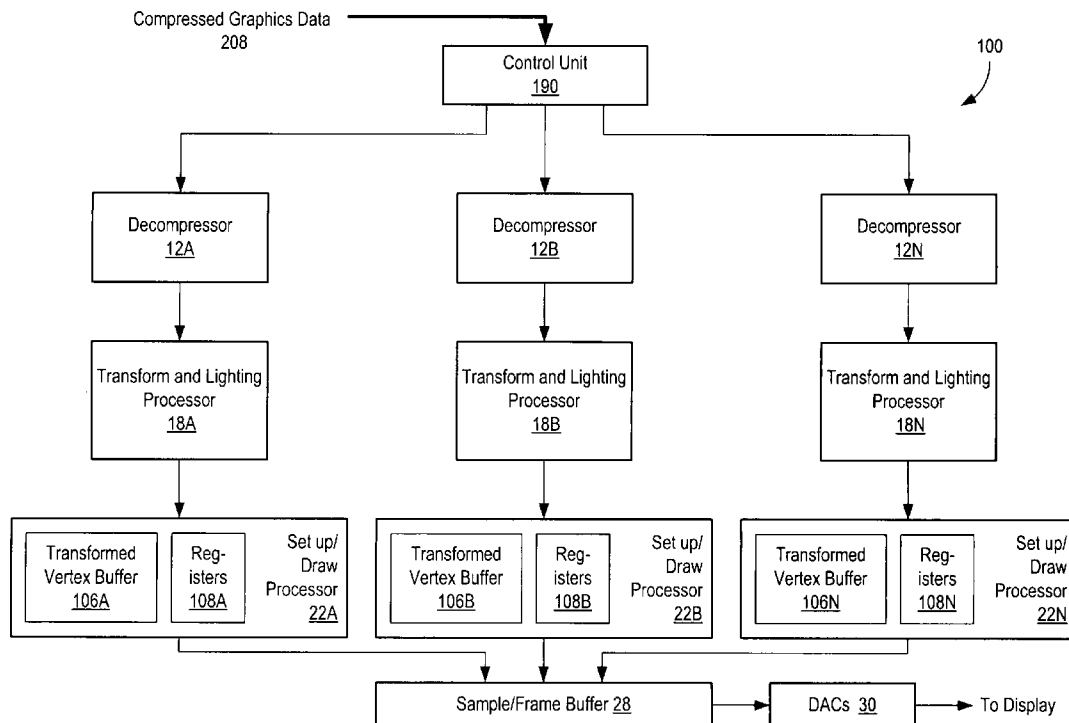 Compressed Graphics Data
208
Control Unit
190
100
Decompressor
12A
Decompressor
12B
Decompressor
12N
Transform and Lighting
Processor
18A
Transform and Lighting
Processor
18B
Transform and Lighting
Processor
18N
Transformed
Vertex Buffer
106A
Reg-
isters
108A
Set up/
Draw
Processor
22A
Transformed
Vertex Buffer
106B
Reg-
isters
108B
Set up/
Draw
Processor
22B
Transformed
Vertex Buffer
106N
Reg-
isters
108N
Set up/
Draw
Processor
22N
Sample/Frame Buffer 28
DACs 30
To Display